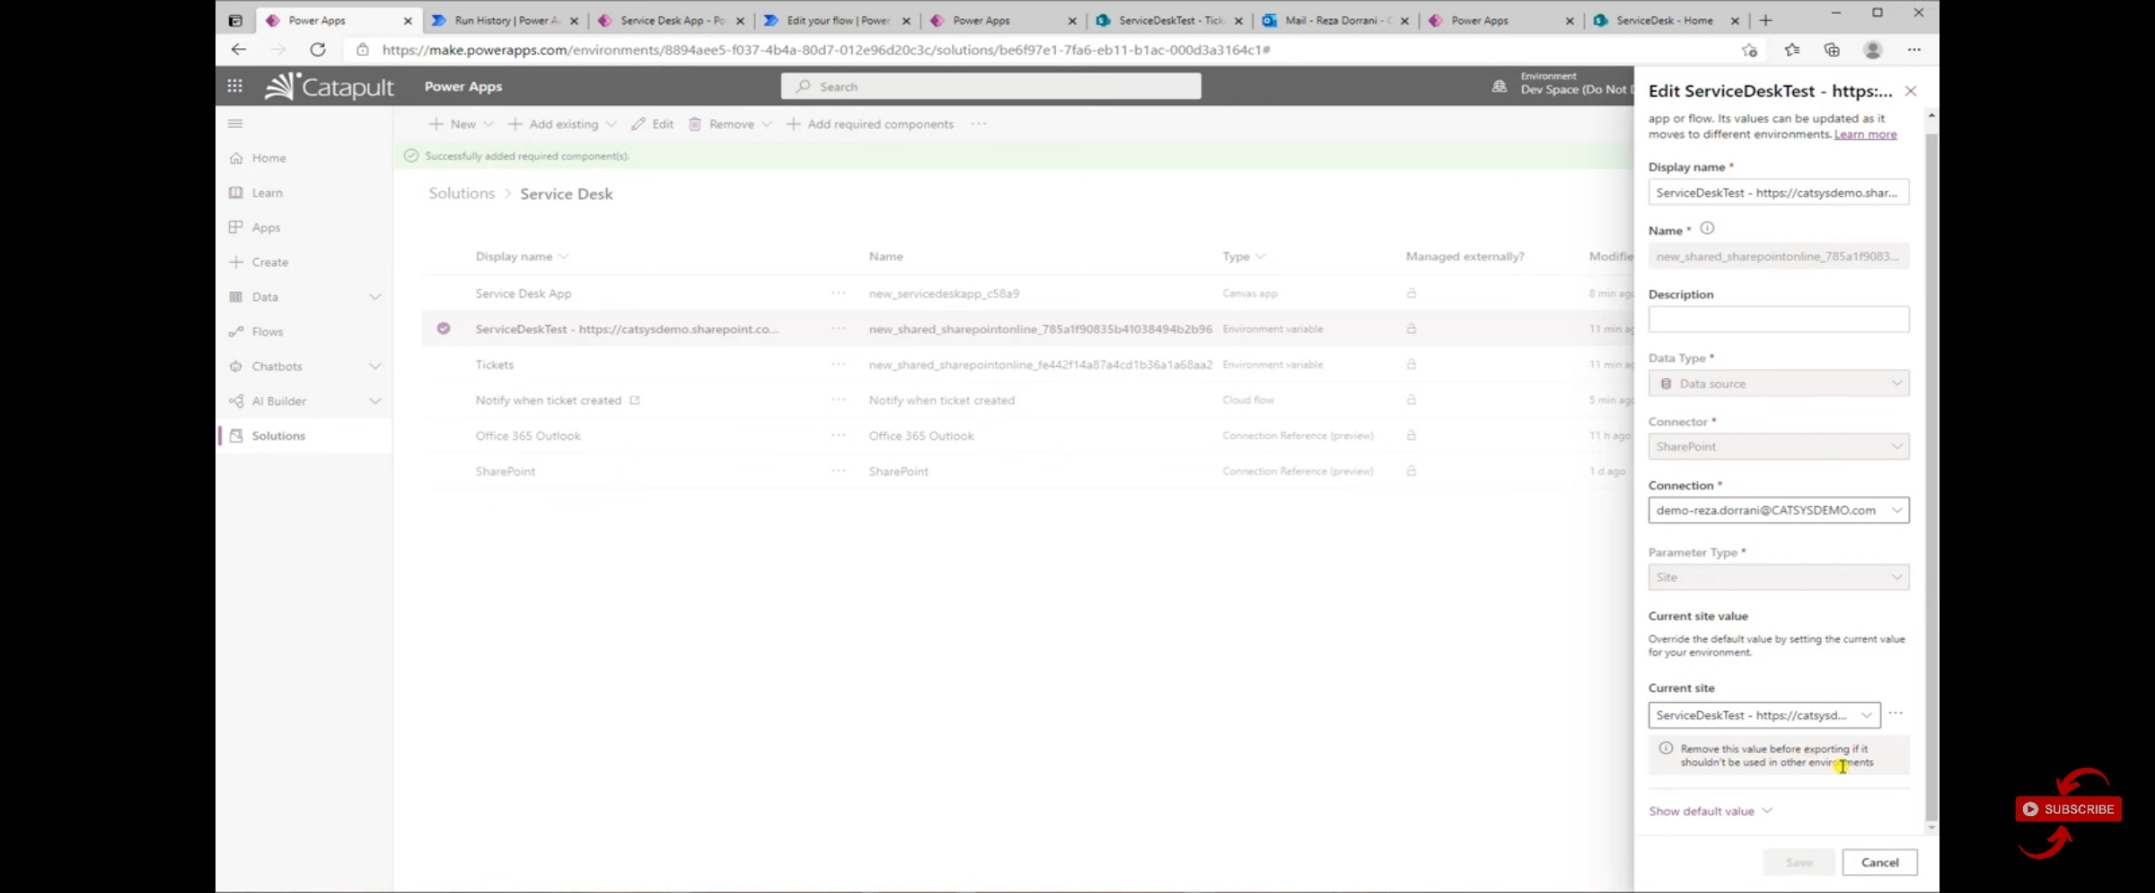 Power Apps
Run History | Power Au
Service Desk App - Po
Edit your flow | Power
Power Apps
ServiceDeskTest - Tick
Mail - Reza Dorrani - C
Power Apps
ServiceDesk - Home
https://make.powerapps.com/environments/8894aee5-f037-4b4a-80d7-012e96d20c3c/solutions/be6f97e1-7fa6-eb11-b1ac-000d3a3164c1#
Catapult
Power Apps
Search
Environment
Dev Space (Do Not D
New
Add existing
Edit
Remove
Add required components
Successfully added required component(s).
Home
Learn
Apps
Create
Data
Flows
Chatbots
AI Builder
Solutions
Solutions > Service Desk
Display name Name Type Managed externally? Modifie
Service Desk App ··· new_servicedeskapp_c58a9 Canvas app 8 min ago
ServiceDeskTest - https://catsysdemo.sharepoint.co... ··· new_shared_sharepointonline_785a1f90835b41038494b2b96 Environment variable 11 min ag
Tickets ··· new_shared_sharepointonline_fe442f14a87a4cd1b36a1a68aa2 Environment variable 11 min ag
Notify when ticket created ··· Notify when ticket created Cloud flow 5 min ago
Office 365 Outlook ··· Office 365 Outlook Connection Reference (preview) 11 h ago
SharePoint ··· SharePoint Connection Reference (preview) 1 d ago
Edit ServiceDeskTest - https:...
app or flow. Its values can be updated as it
moves to different environments. Learn more
Display name *
ServiceDeskTest - https://catsysdemo.shar...
Name *
new_shared_sharepointonline_785a1f9083...
Description
Data Type *
Data source
Connector *
SharePoint
Connection *
demo-reza.dorrani@CATSYSDEMO.com
Parameter Type *
Site
Current site value
Override the default value by setting the current value
for your environment.
Current site
ServiceDeskTest - https://catsysd...
Remove this value before exporting if it
shouldn't be used in other environments
Show default value
Save
Cancel
SUBSCRIBE